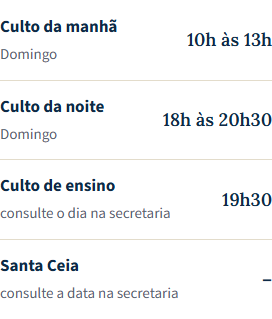 Culto da manhã
10h às 13h
Domingo
Culto da noite
18h às 20h30
Domingo
Culto de ensino
19h30
consulte o dia na secretaria
Santa Ceia
–
consulte a data na secretaria